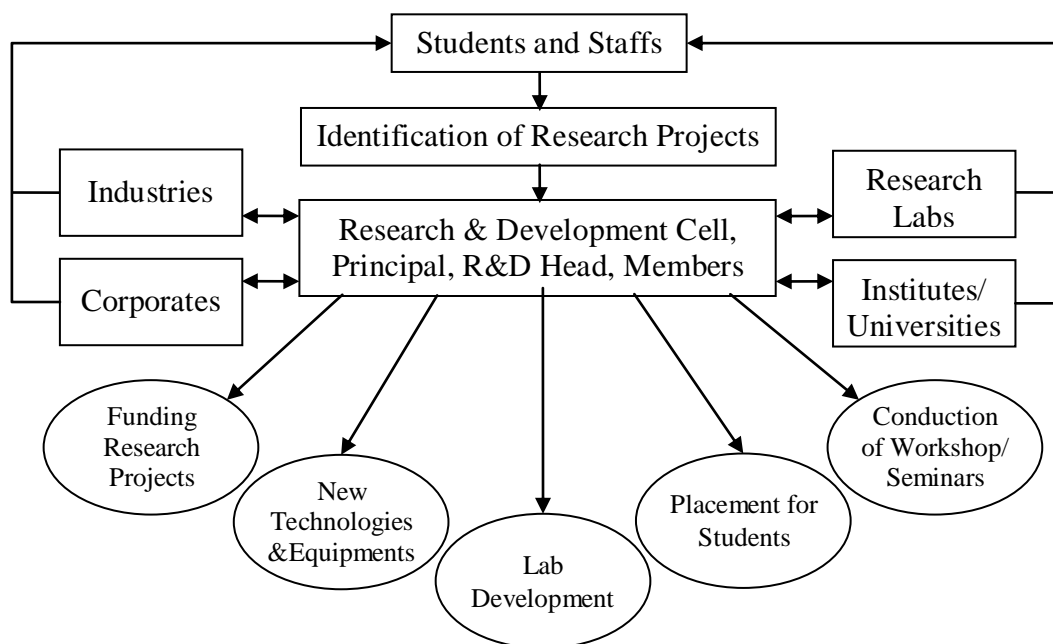 Students and Staffs
Identification of Research Projects
Industries
Research
Labs
Research & Development Cell,
Principal, R&D Head, Members
Corporates
Institutes/
Universities
Funding
Research
Projects
New
Technologies
&Equipments
Lab
Development
Placement for
Students
Conduction
of Workshop/
Seminars